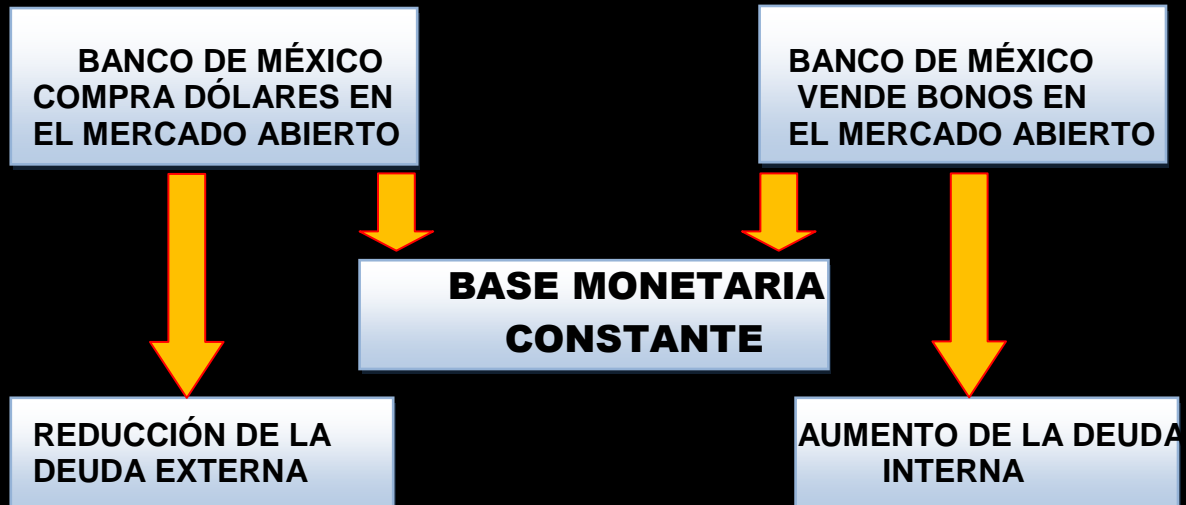 BANCO DE MÉXICO
COMPRA DÓLARES EN
EL MERCADO ABIERTO
BANCO DE MÉXICO
VENDE BONOS EN
EL MERCADO ABIERTO
BASE MONETARIA
CONSTANTE
REDUCCIÓN DE LA
DEUDA EXTERNA
AUMENTO DE LA DEUDA
INTERNA